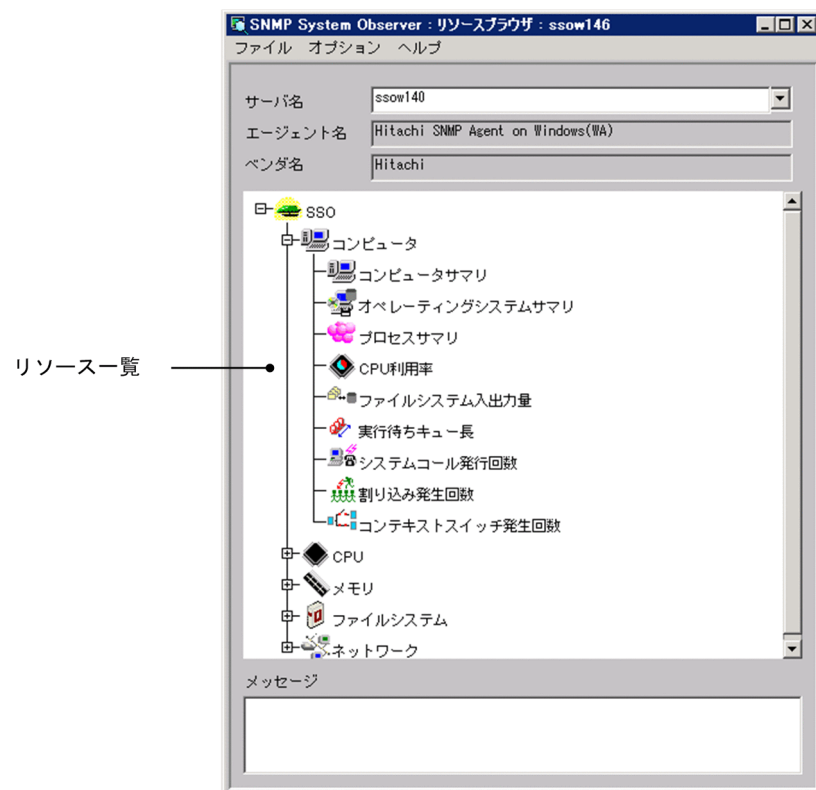 SNMP System Observer : リソースブラウザ : ssow146
ファイル オプション ヘルプ
サーバ名 ssow140
エージェント名 Hitachi SNMP Agent on Windows(WA)
ベンダ名 Hitachi
SSO
コンピュータ
コンピュータサマリ
オペレーティングシステムサマリ
プロセスサマリ
リソース一覧
CPU利用率
ファイルシステム入出力量
実行待ちキュー長
システムコール発行回数
割り込み発生回数
コンテキストスイッチ発生回数
CPU
メモリ
ファイルシステム
ネットワーク
メッセージ